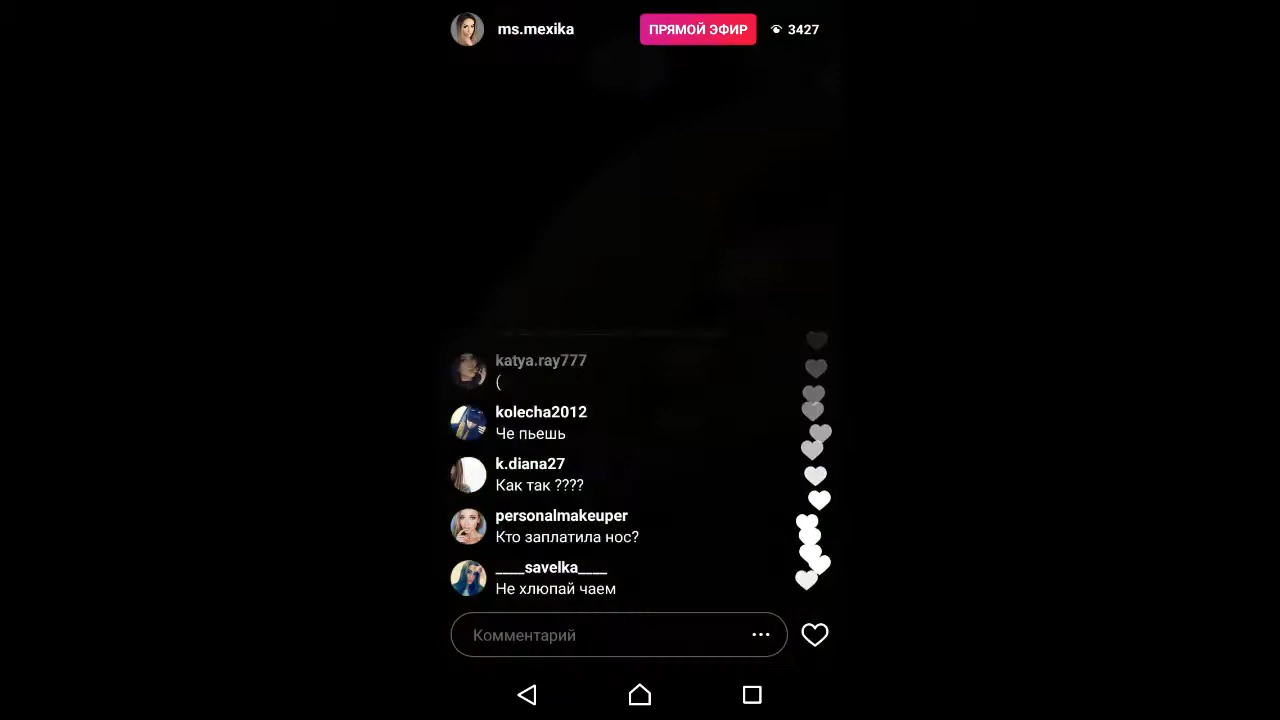 ms.mexika
ПРЯМОЙ ЭФИР
3427
katya.ray777
(
kolecha2012
Че пьешь
k.diana27
Как так ????
personalmakeuper
Кто заплатила нос?
____savelka____
Не хлюпай чаем
Комментарий